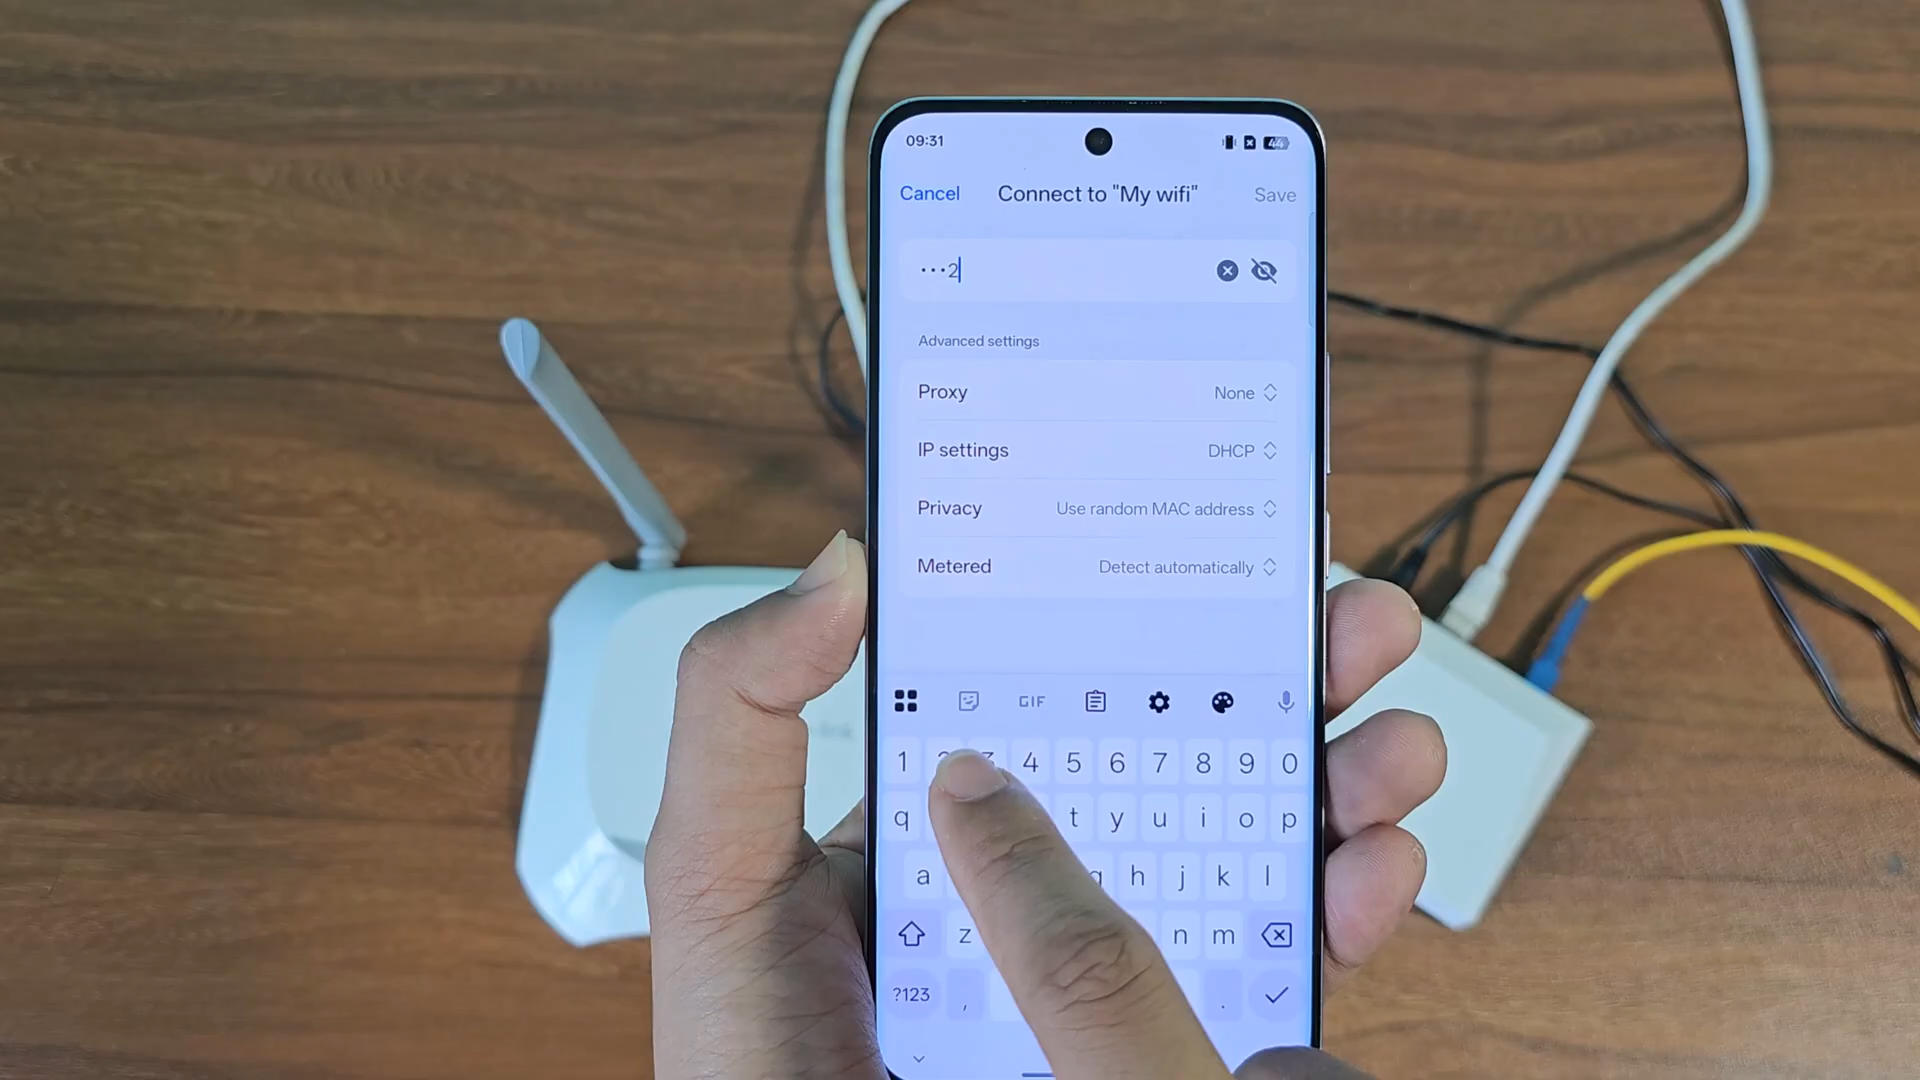 09:31 44
Cancel Connect to "My wifi" Save
•••2
Advanced settings
Proxy None
IP settings DHCP
Privacy Use random MAC address
Metered Detect automatically
GIF
1 4 5 6 7 8 9 0
q t y u i o p
a h j k l
z n m
?123 , .